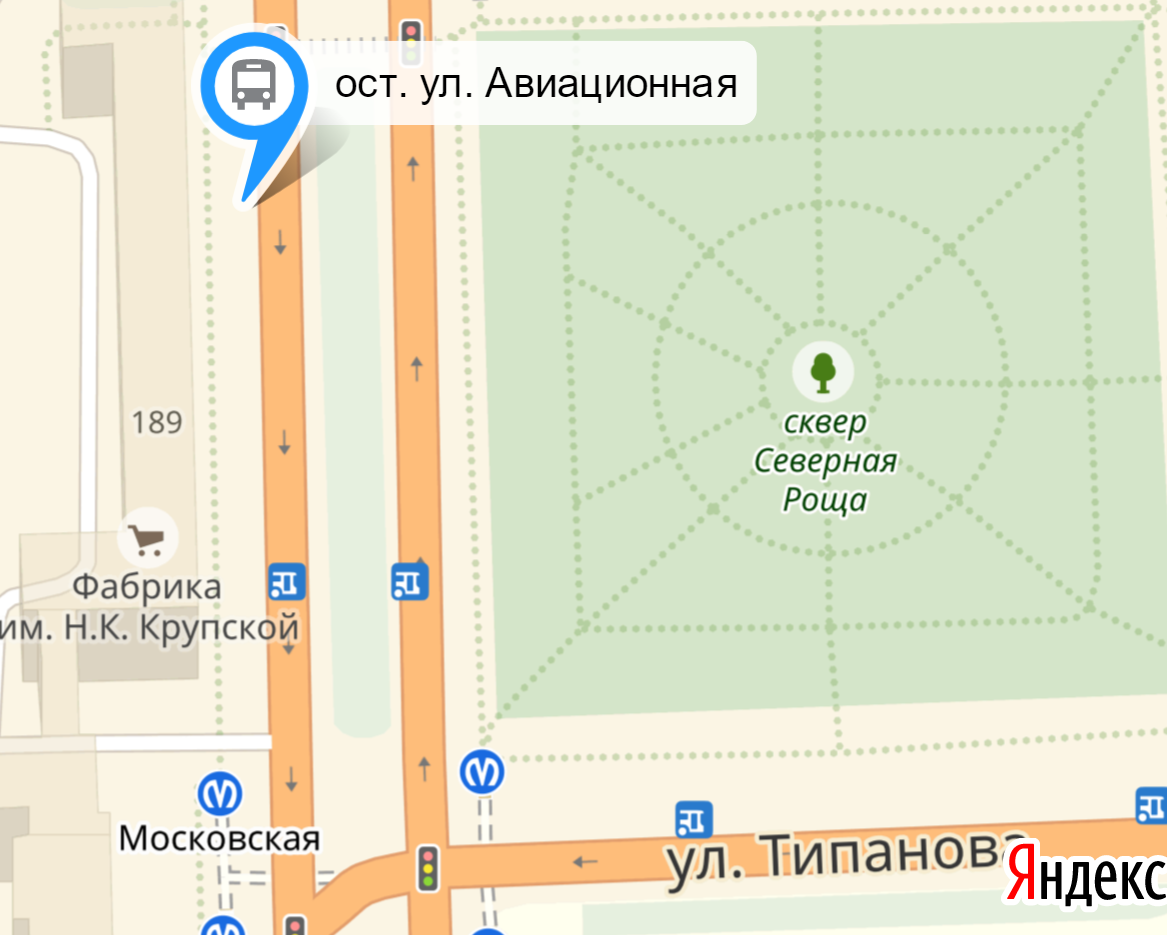 ост. ул. Авиационная
189
сквер
Северная
Роща
Фабрика
им. Н.К. Крупской
Московская
ул. Типанова
Яндекс